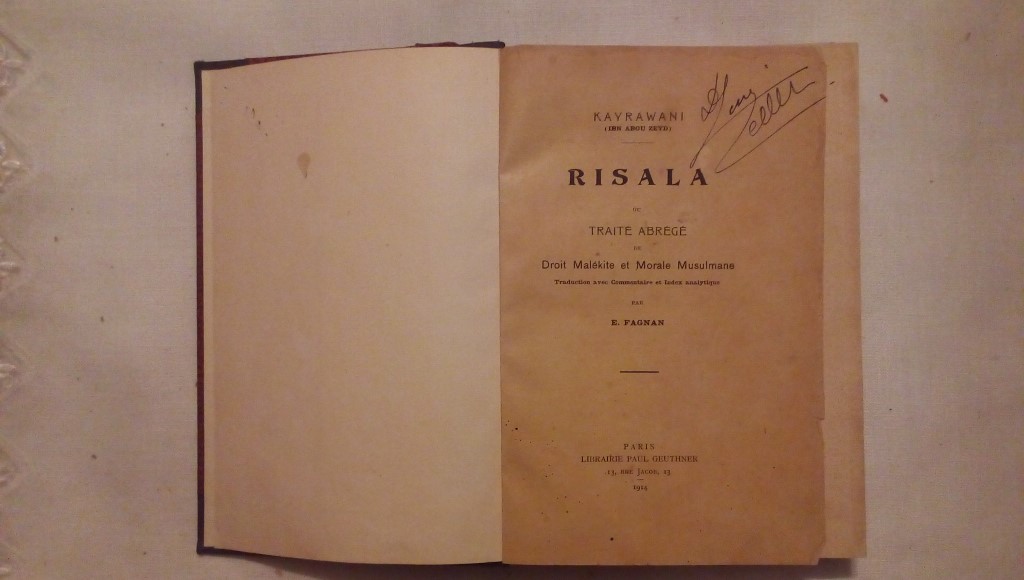 KAYRAWANI
(IBN ABOU ZEYD)
RISALA
OU
TRAITÉ ABRÉGÉ
DE
Droit Malékite et Morale Musulmane
Traduction avec Commentaire et Index analytique
PAR
E. FAGNAN
PARIS
LIBRAIRIE PAUL GEUTHNER
13, RUE JACOB, 13
1914